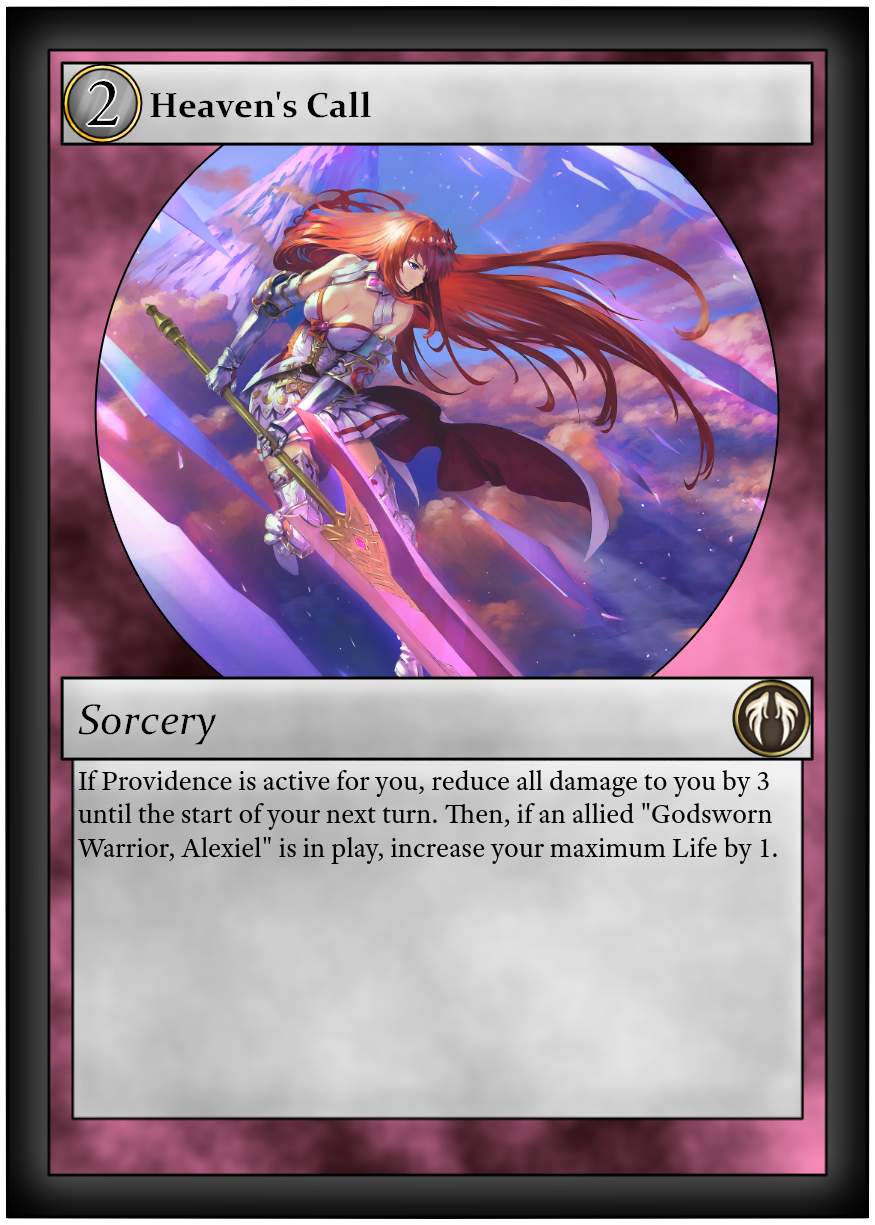 2
Heaven's Call
Sorcery
If Providence is active for you, reduce all damage to you by 3
until the start of your next turn. Then, if an allied "Godsworn
Warrior, Alexiel" is in play, increase your maximum Life by 1.